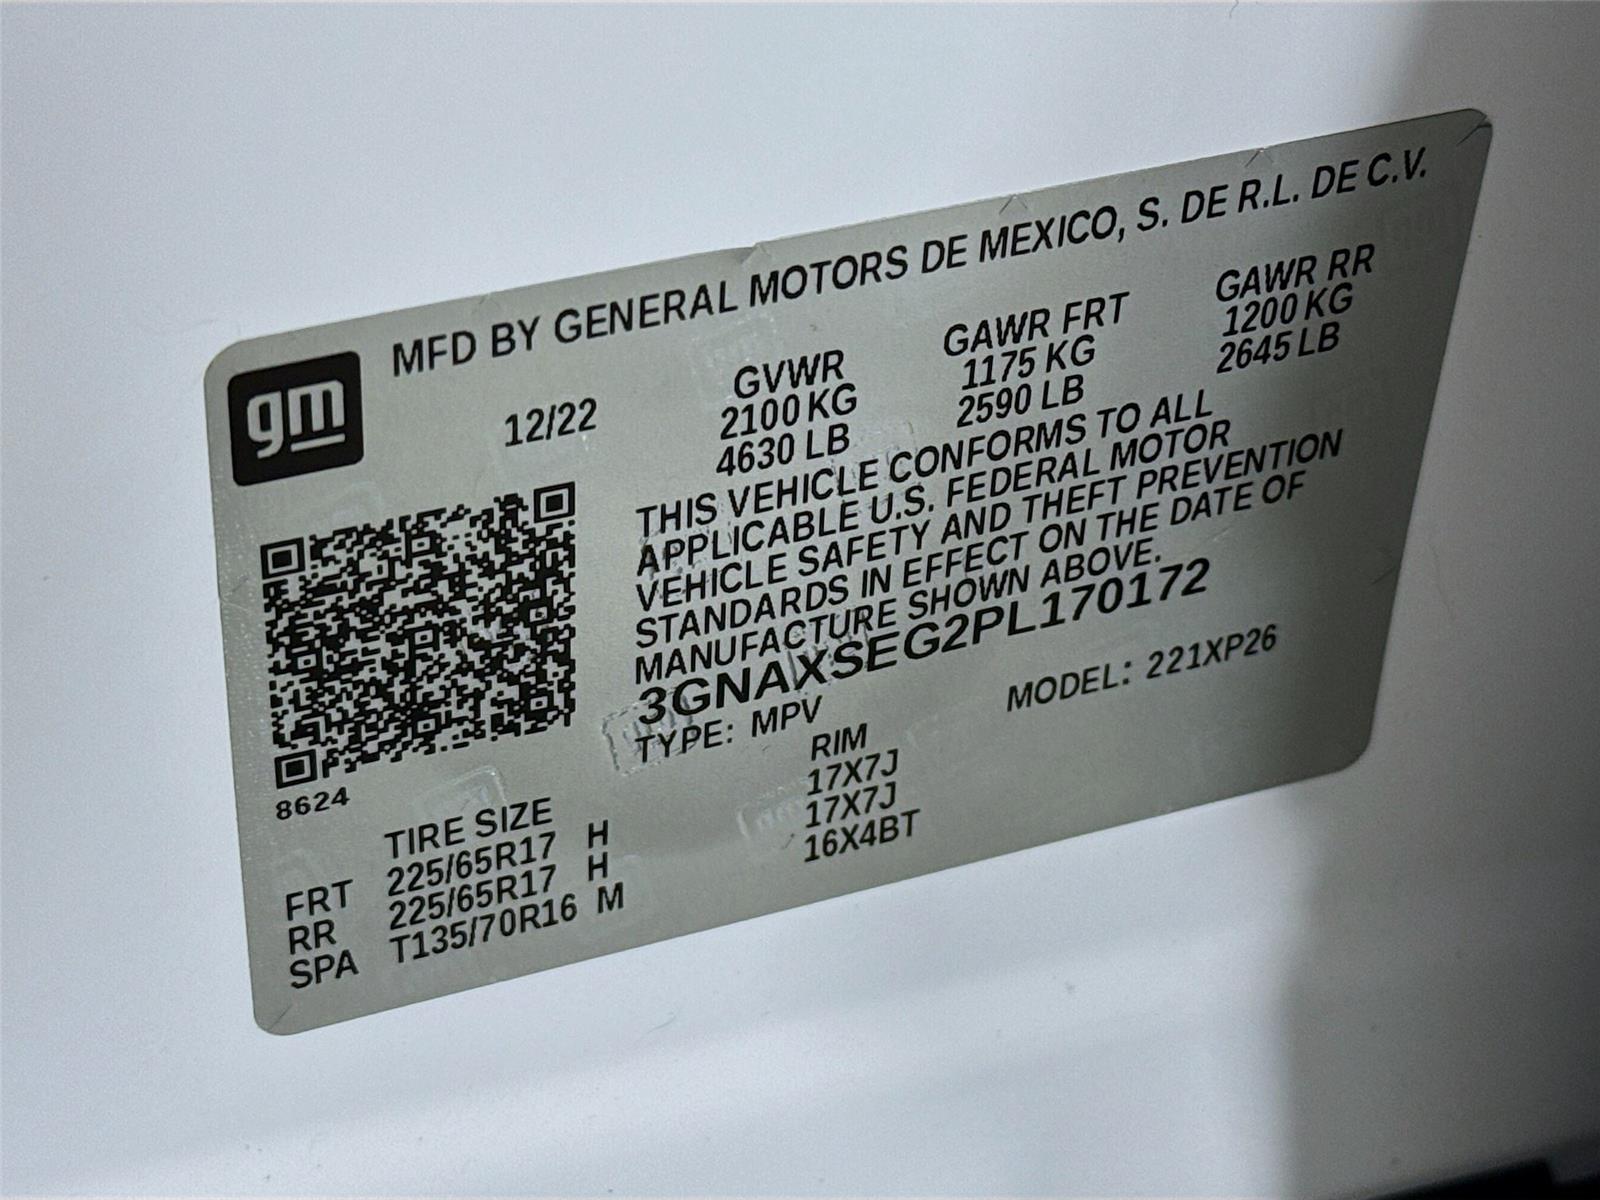 MFD BY GENERAL MOTORS DE MEXICO, S. DE R.L. DE C.V.
gm
12/22
GVWR
2100 KG
4630 LB
GAWR FRT
1175 KG
2590 LB
GAWR RR
1200 KG
2645 LB
THIS VEHICLE CONFORMS TO ALL
APPLICABLE U.S. FEDERAL MOTOR
VEHICLE SAFETY AND THEFT PREVENTION
STANDARDS IN EFFECT ON THE DATE OF
MANUFACTURE SHOWN ABOVE.
3GNAXSEG2PL170172
TYPE: MPV
MODEL: 221XP26
8624
TIRE SIZE RIM
FRT 225/65R17 H 17X7J
RR 225/65R17 H 17X7J
SPA T135/70R16 M 16X4BT